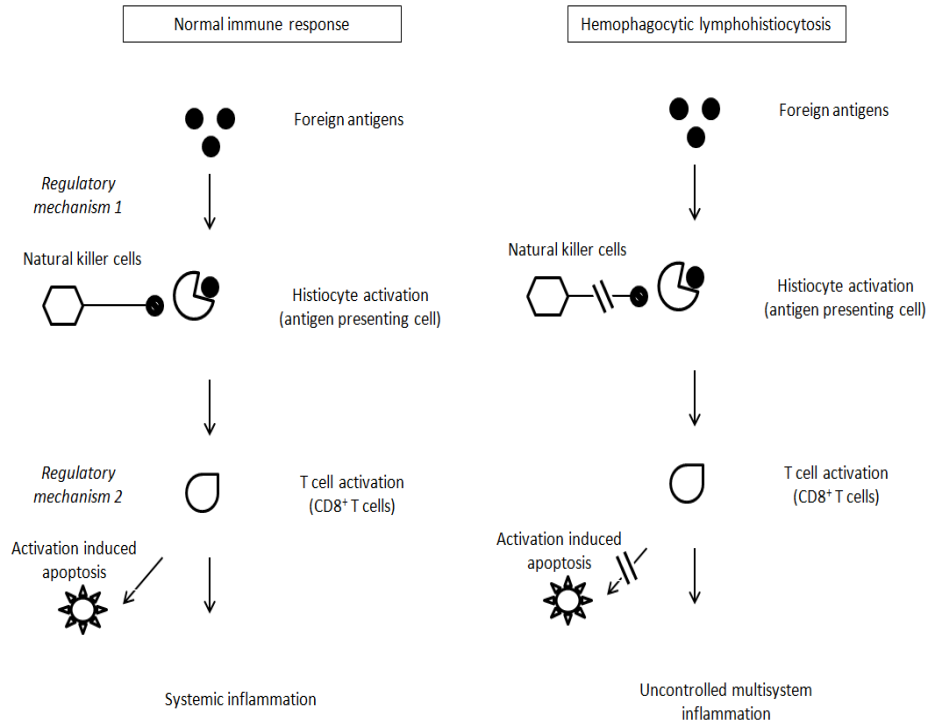 Normal immune response
Foreign antigens
Regulatory
mechanism 1
Natural killer cells
Histiocyte activation
(antigen presenting cell)
Regulatory
mechanism 2
T cell activation
(CD8⁺ T cells)
Activation induced
apoptosis
Systemic inflammation
Hemophagocytic lymphohistiocytosis
Foreign antigens
Natural killer cells
Histiocyte activation
(antigen presenting cell)
T cell activation
(CD8⁺ T cells)
Activation induced
apoptosis
Uncontrolled multisystem
inflammation